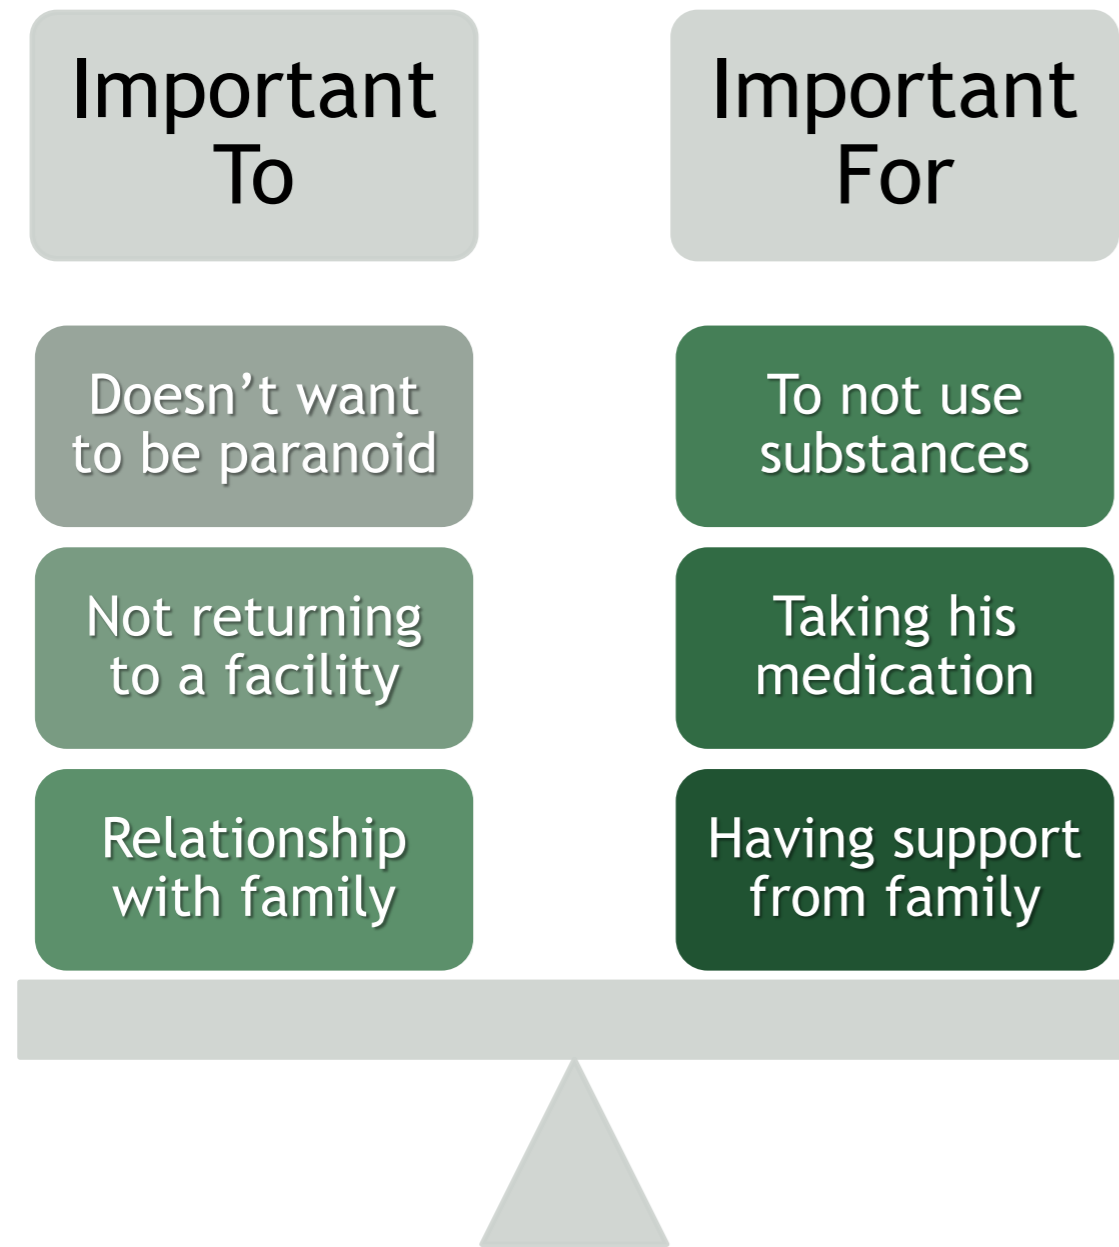 Important
To
Doesn’t want
to be paranoid
Not returning
to a facility
Relationship
with family
Important
For
To not use
substances
Taking his
medication
Having support
from family